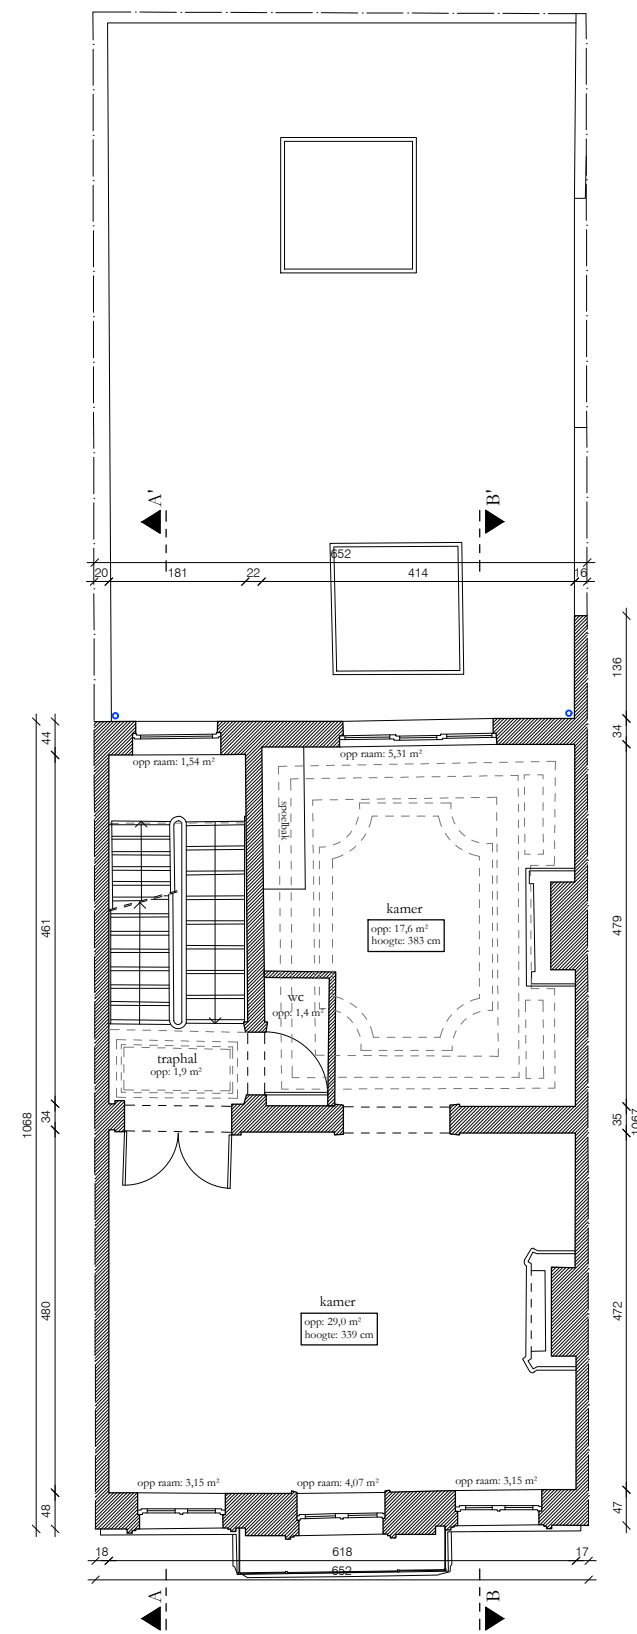 A'
B'
652
20
181
22
414
16
136
44
34
opp raam: 1,54 m²
opp raam: 5,31 m²
spoelbak
kamer
opp: 17,6 m²
hoogte: 383 cm
461
479
wc
opp: 1,4 m²
traphal
opp: 1,9 m²
1068
34
35
1067
kamer
opp: 29,0 m²
hoogte: 339 cm
480
472
opp raam: 3,15 m²
opp raam: 4,07 m²
opp raam: 3,15 m²
48
47
18
618
17
652
A
B